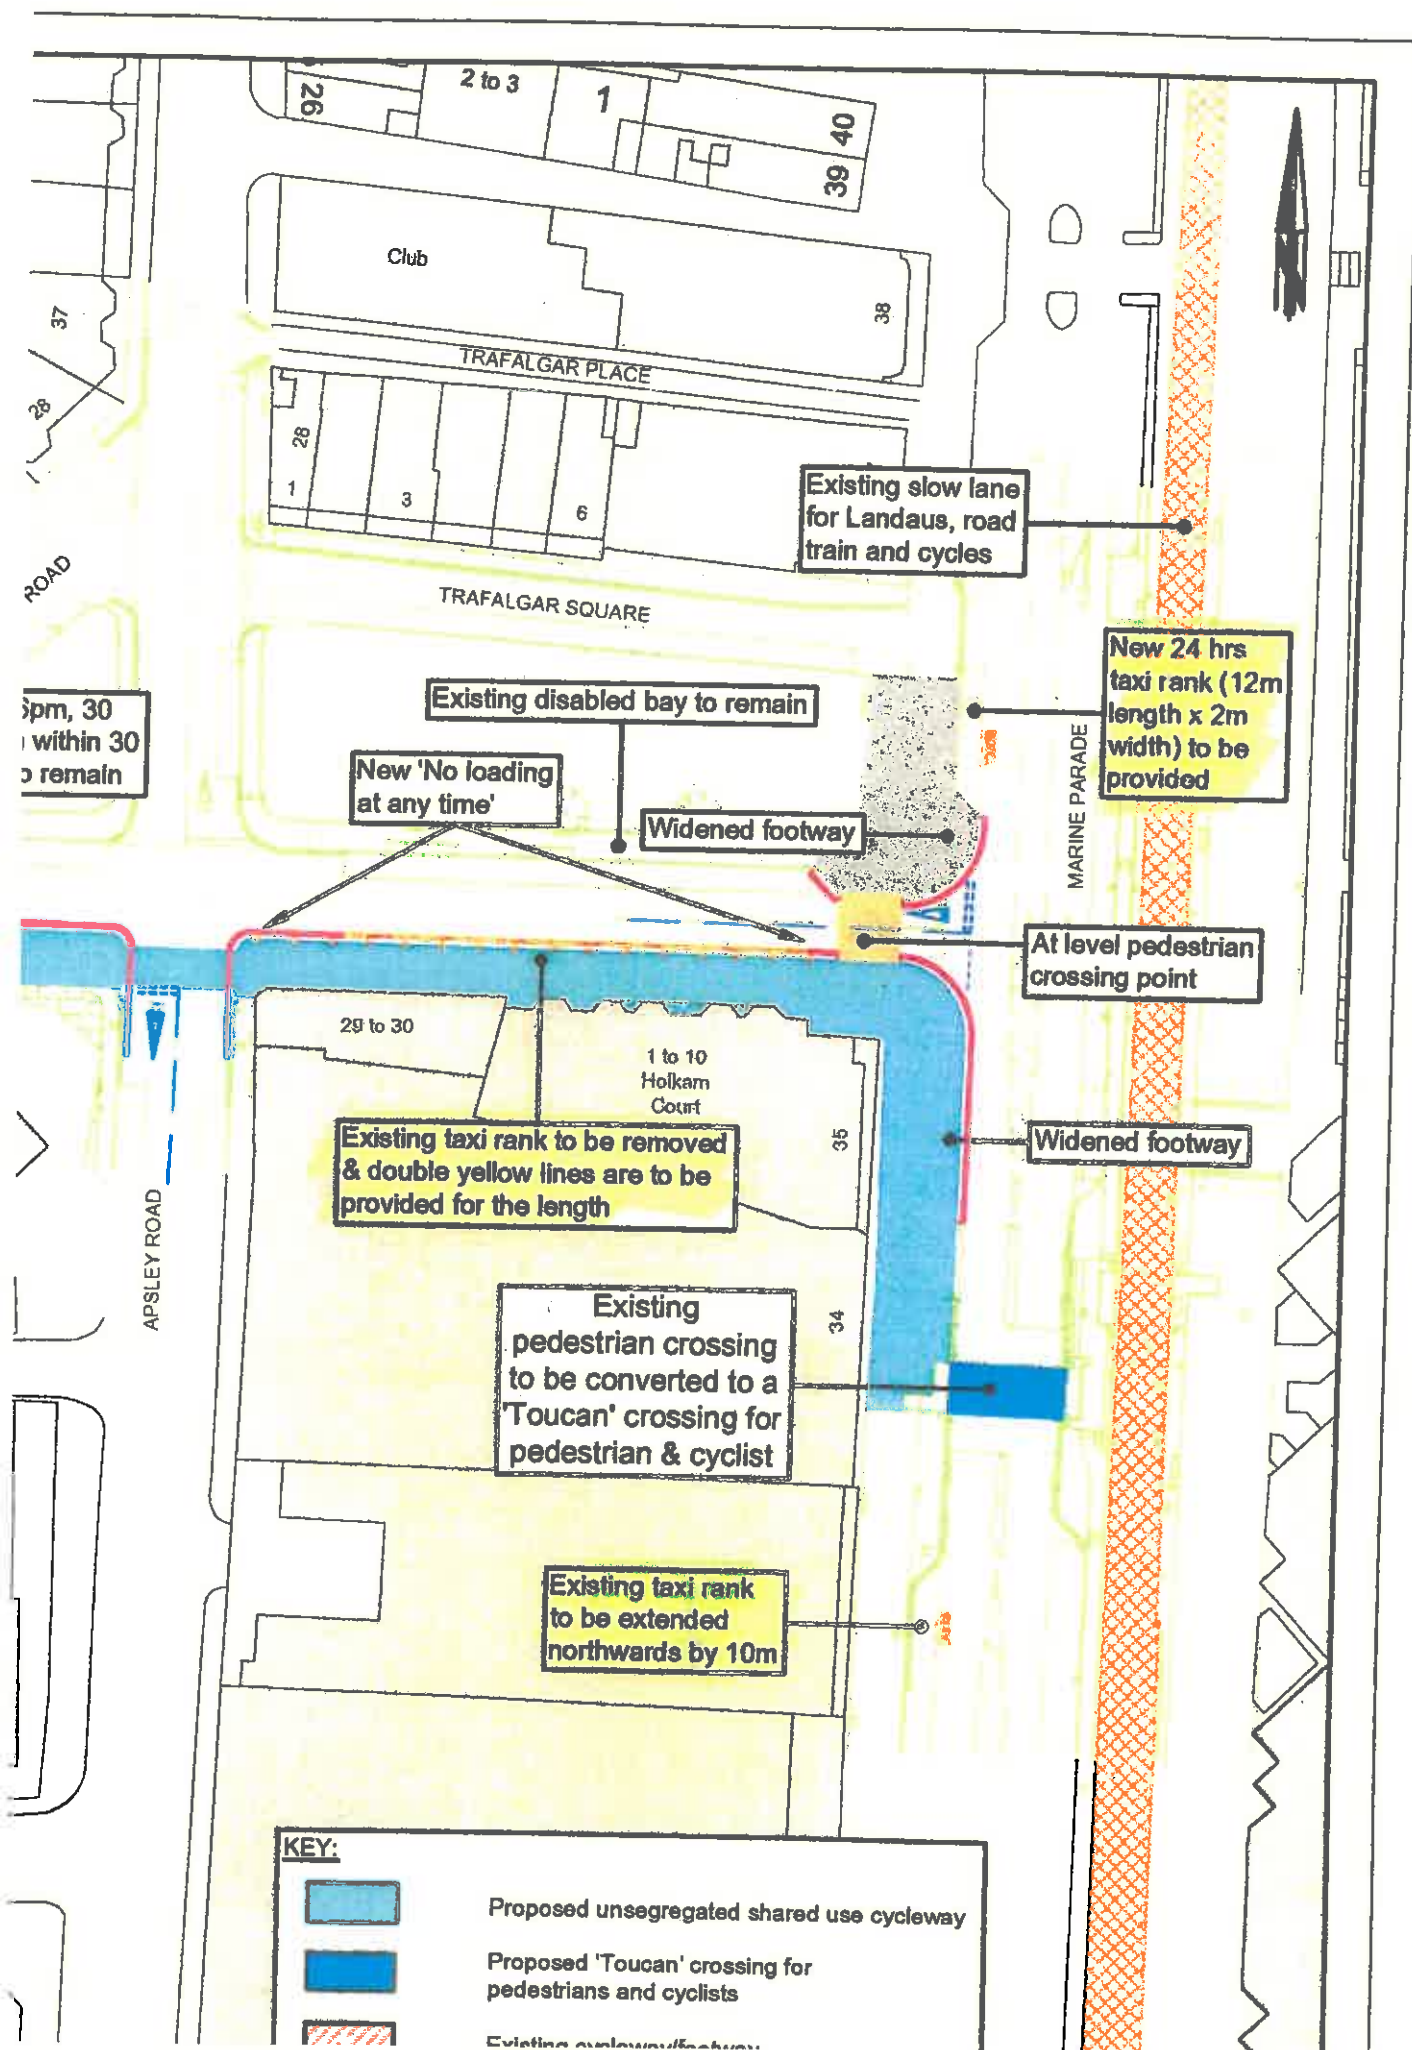 26
2 to 3
1
40
39
Club
38
37
28
TRAFALGAR PLACE
28
1
3
6
Existing slow lane
for Landaus, road
train and cycles
ROAD
TRAFALGAR SQUARE
New 24 hrs
taxi rank (12m
length x 2m
width) to be
provided
Existing disabled bay to remain
6pm, 30
within 30
remain
New 'No loading
at any time'
Widened footway
MARINE PARADE
At level pedestrian
crossing point
29 to 30
1 to 10
Holkam
Court
35
Existing taxi rank to be removed
& double yellow lines are to be
provided for the length
Widened footway
APSLEY ROAD
Existing
pedestrian crossing
to be converted to a
'Toucan' crossing for
pedestrian & cyclist
34
Existing taxi rank
to be extended
northwards by 10m
KEY:
Proposed unsegregated shared use cycleway
Proposed 'Toucan' crossing for
pedestrians and cyclists
Existing cycleway/footway